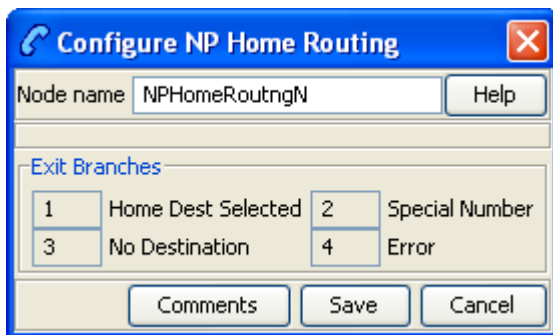 Configure NP Home Routing
Node name NPHomeRoutngN Help
Exit Branches
1 Home Dest Selected 2 Special Number
3 No Destination 4 Error
Comments Save Cancel